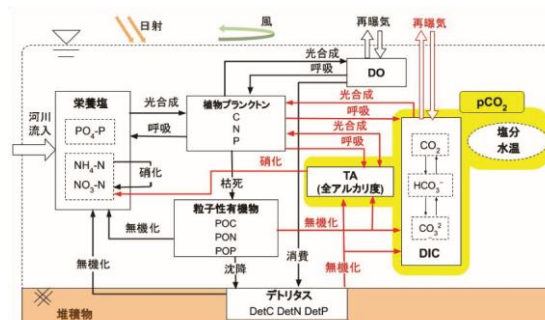 日射
風
再曝気
再曝気
光合成
呼吸
DO
pCO₂
河川
流入
栄養塩
PO₄-P
NH₄-N
NO₃-N
硝化
光合成
呼吸
植物プランクトン
C
N
P
光合成
呼吸
光合成
呼吸
塩分
水温
CO₂
HCO₃⁻
CO₃²
DIC
硝化
TA
(全アルカリ度)
枯死
粒子性有機物
POC
PON
POP
無機化
無機化
沈降
消費
無機化
無機化
デトリタス
DetC DetN DetP
堆積物